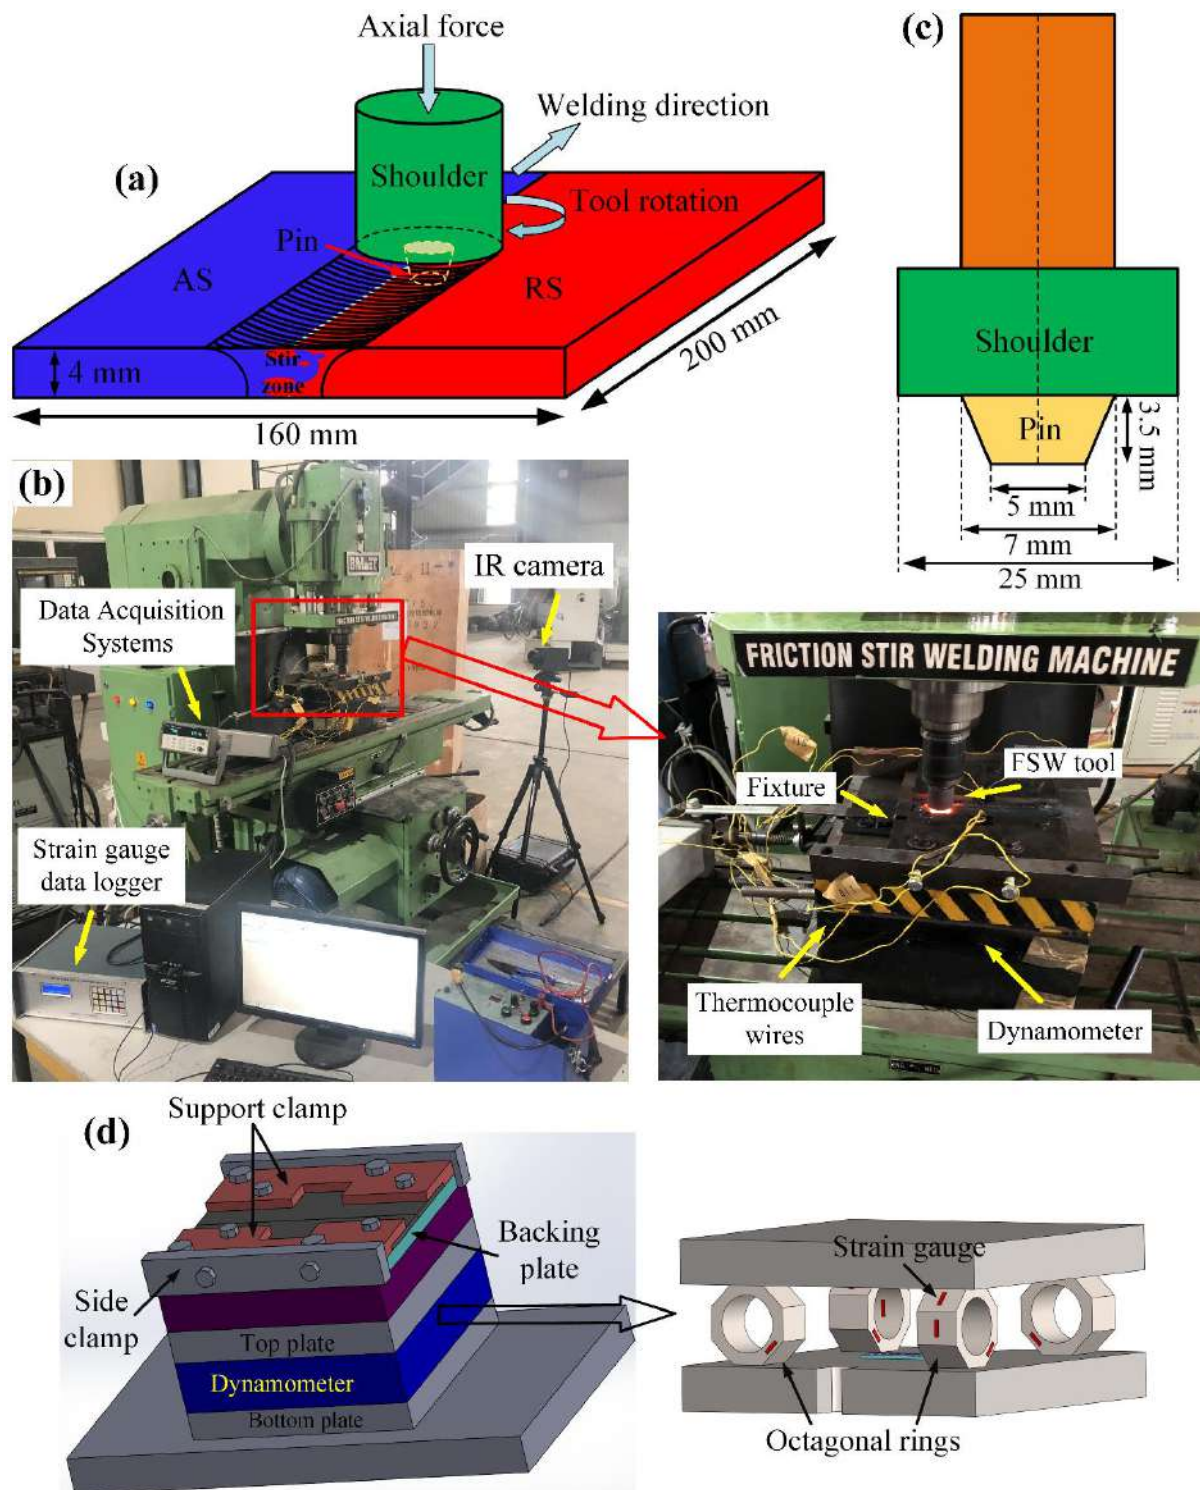 Axial force
Welding direction
(a)
Shoulder
Tool rotation
Pin
AS
RS
Stir
zone
4 mm
200 mm
160 mm
(c)
Shoulder
Pin
3.5 mm
5 mm
7 mm
25 mm
(b)
IR camera
Data Acquisition
Systems
Strain gauge
data logger
FRICTION STIR WELDING MACHINE
FSW tool
Fixture
Thermocouple
wires
Dynamometer
(d)
Support clamp
Backing
plate
Side
clamp
Top plate
Dynamometer
Bottom plate
Strain gauge
Octagonal rings